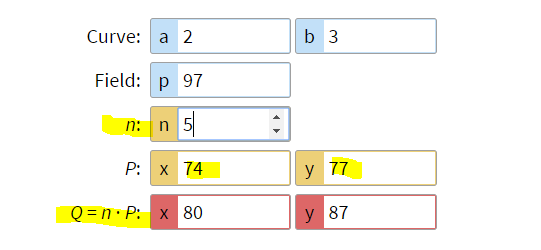 Curve: a 2 b 3
Field: p 97
n: n 5
P: x 74 y 77
Q = n · P: x 80 y 87